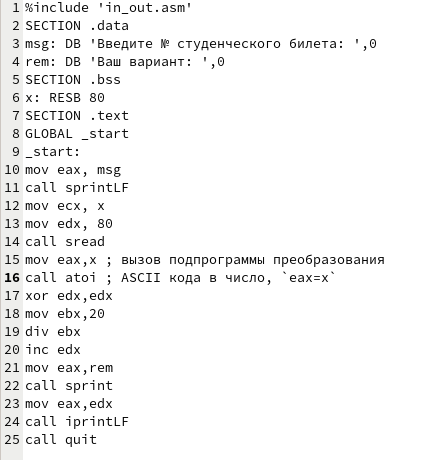 1 %include 'in_out.asm'
2 SECTION .data
3 msg: DB 'Введите № студенческого билета: ',0
4 rem: DB 'Ваш вариант: ',0
5 SECTION .bss
6 x: RESB 80
7 SECTION .text
8 GLOBAL _start
9 _start:
10 mov eax, msg
11 call sprintLF
12 mov ecx, x
13 mov edx, 80
14 call sread
15 mov eax,x ; вызов подпрограммы преобразования
16 call atoi ; ASCII кода в число, `eax=x`
17 xor edx,edx
18 mov ebx,20
19 div ebx
20 inc edx
21 mov eax,rem
22 call sprint
23 mov eax,edx
24 call iprintLF
25 call quit